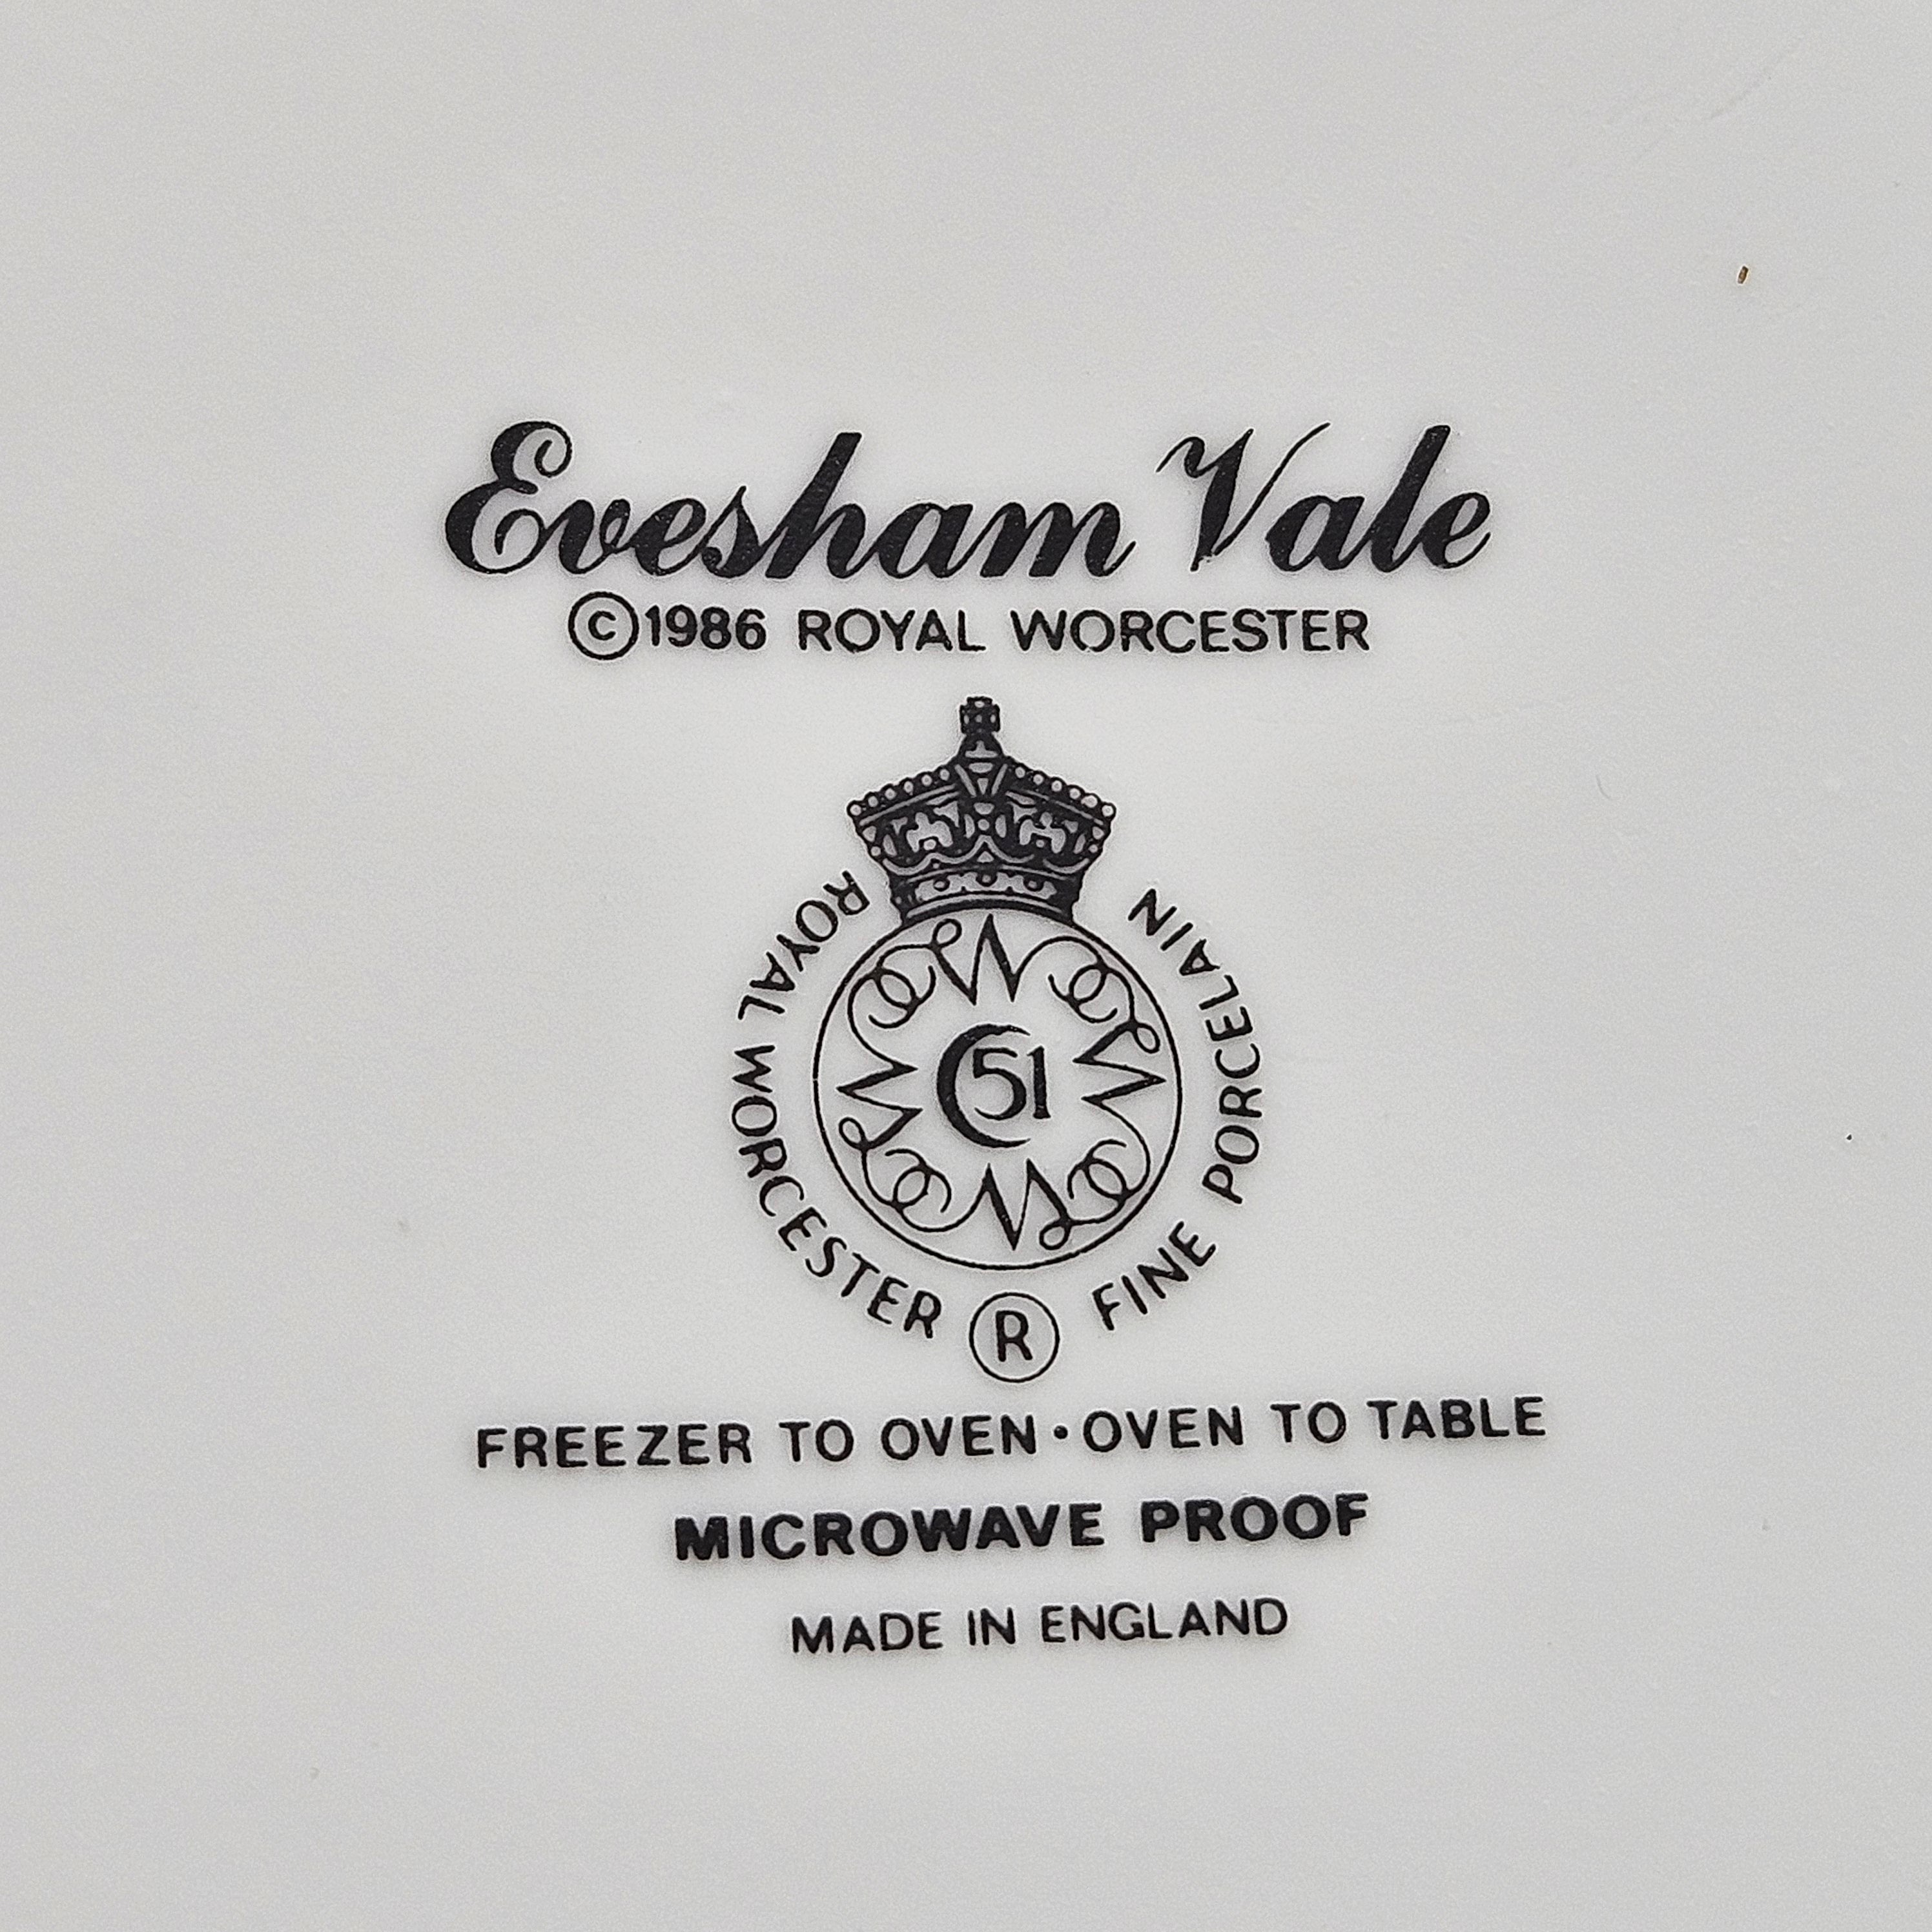 Evesham Vale
©1986 ROYAL WORCESTER
ROYAL WORCESTER ® FINE PORCELAIN
51
FREEZER TO OVEN • OVEN TO TABLE
MICROWAVE PROOF
MADE IN ENGLAND